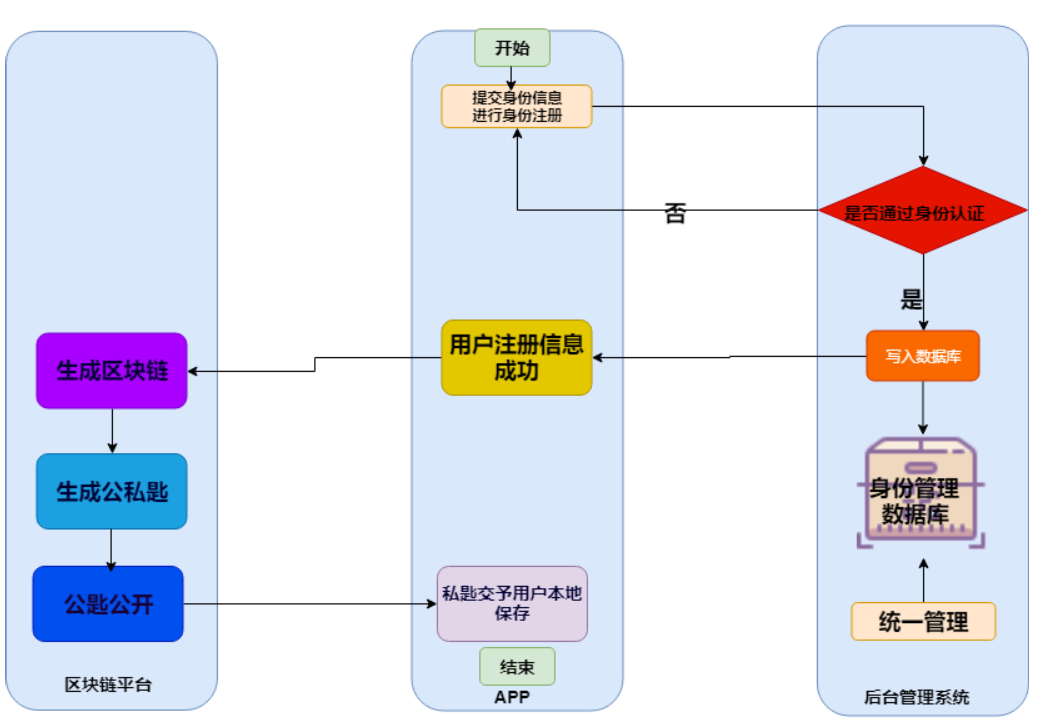 开始
提交身份信息
进行身份注册
否
是否通过身份认证
是
生成区块链
用户注册信息
成功
写入数据库
生成公私匙
身份管理
数据库
公匙公开
私匙交予用户本地
保存
统一管理
结束
区块链平台
APP
后台管理系统